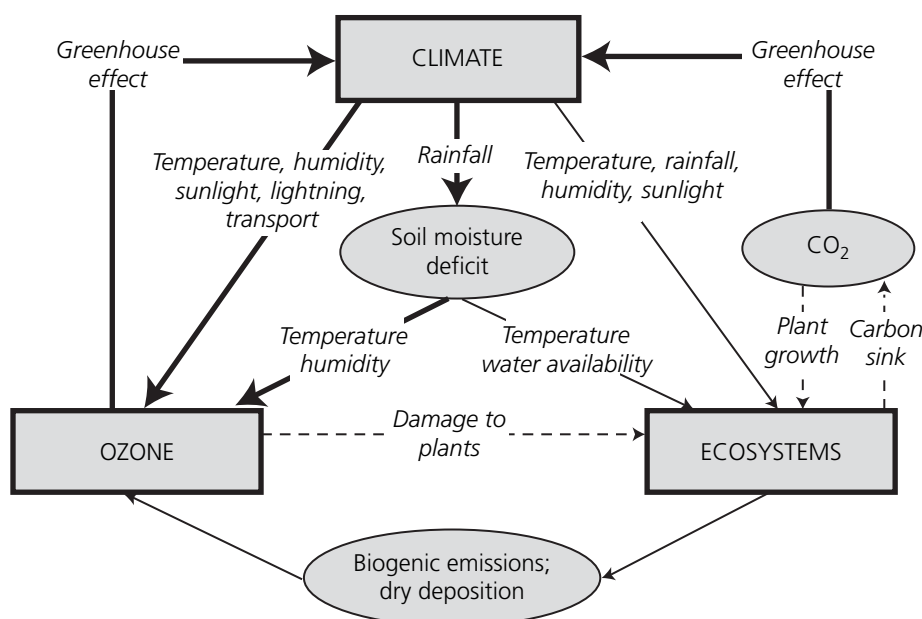 Greenhouse
effect
CLIMATE
Greenhouse
effect
Temperature, humidity,
sunlight, lightning,
transport
Rainfall
Temperature, rainfall,
humidity, sunlight
Soil moisture
deficit
CO₂
Temperature
humidity
Temperature
water availability
Plant
growth
Carbon
sink
OZONE
Damage to
plants
ECOSYSTEMS
Biogenic emissions;
dry deposition